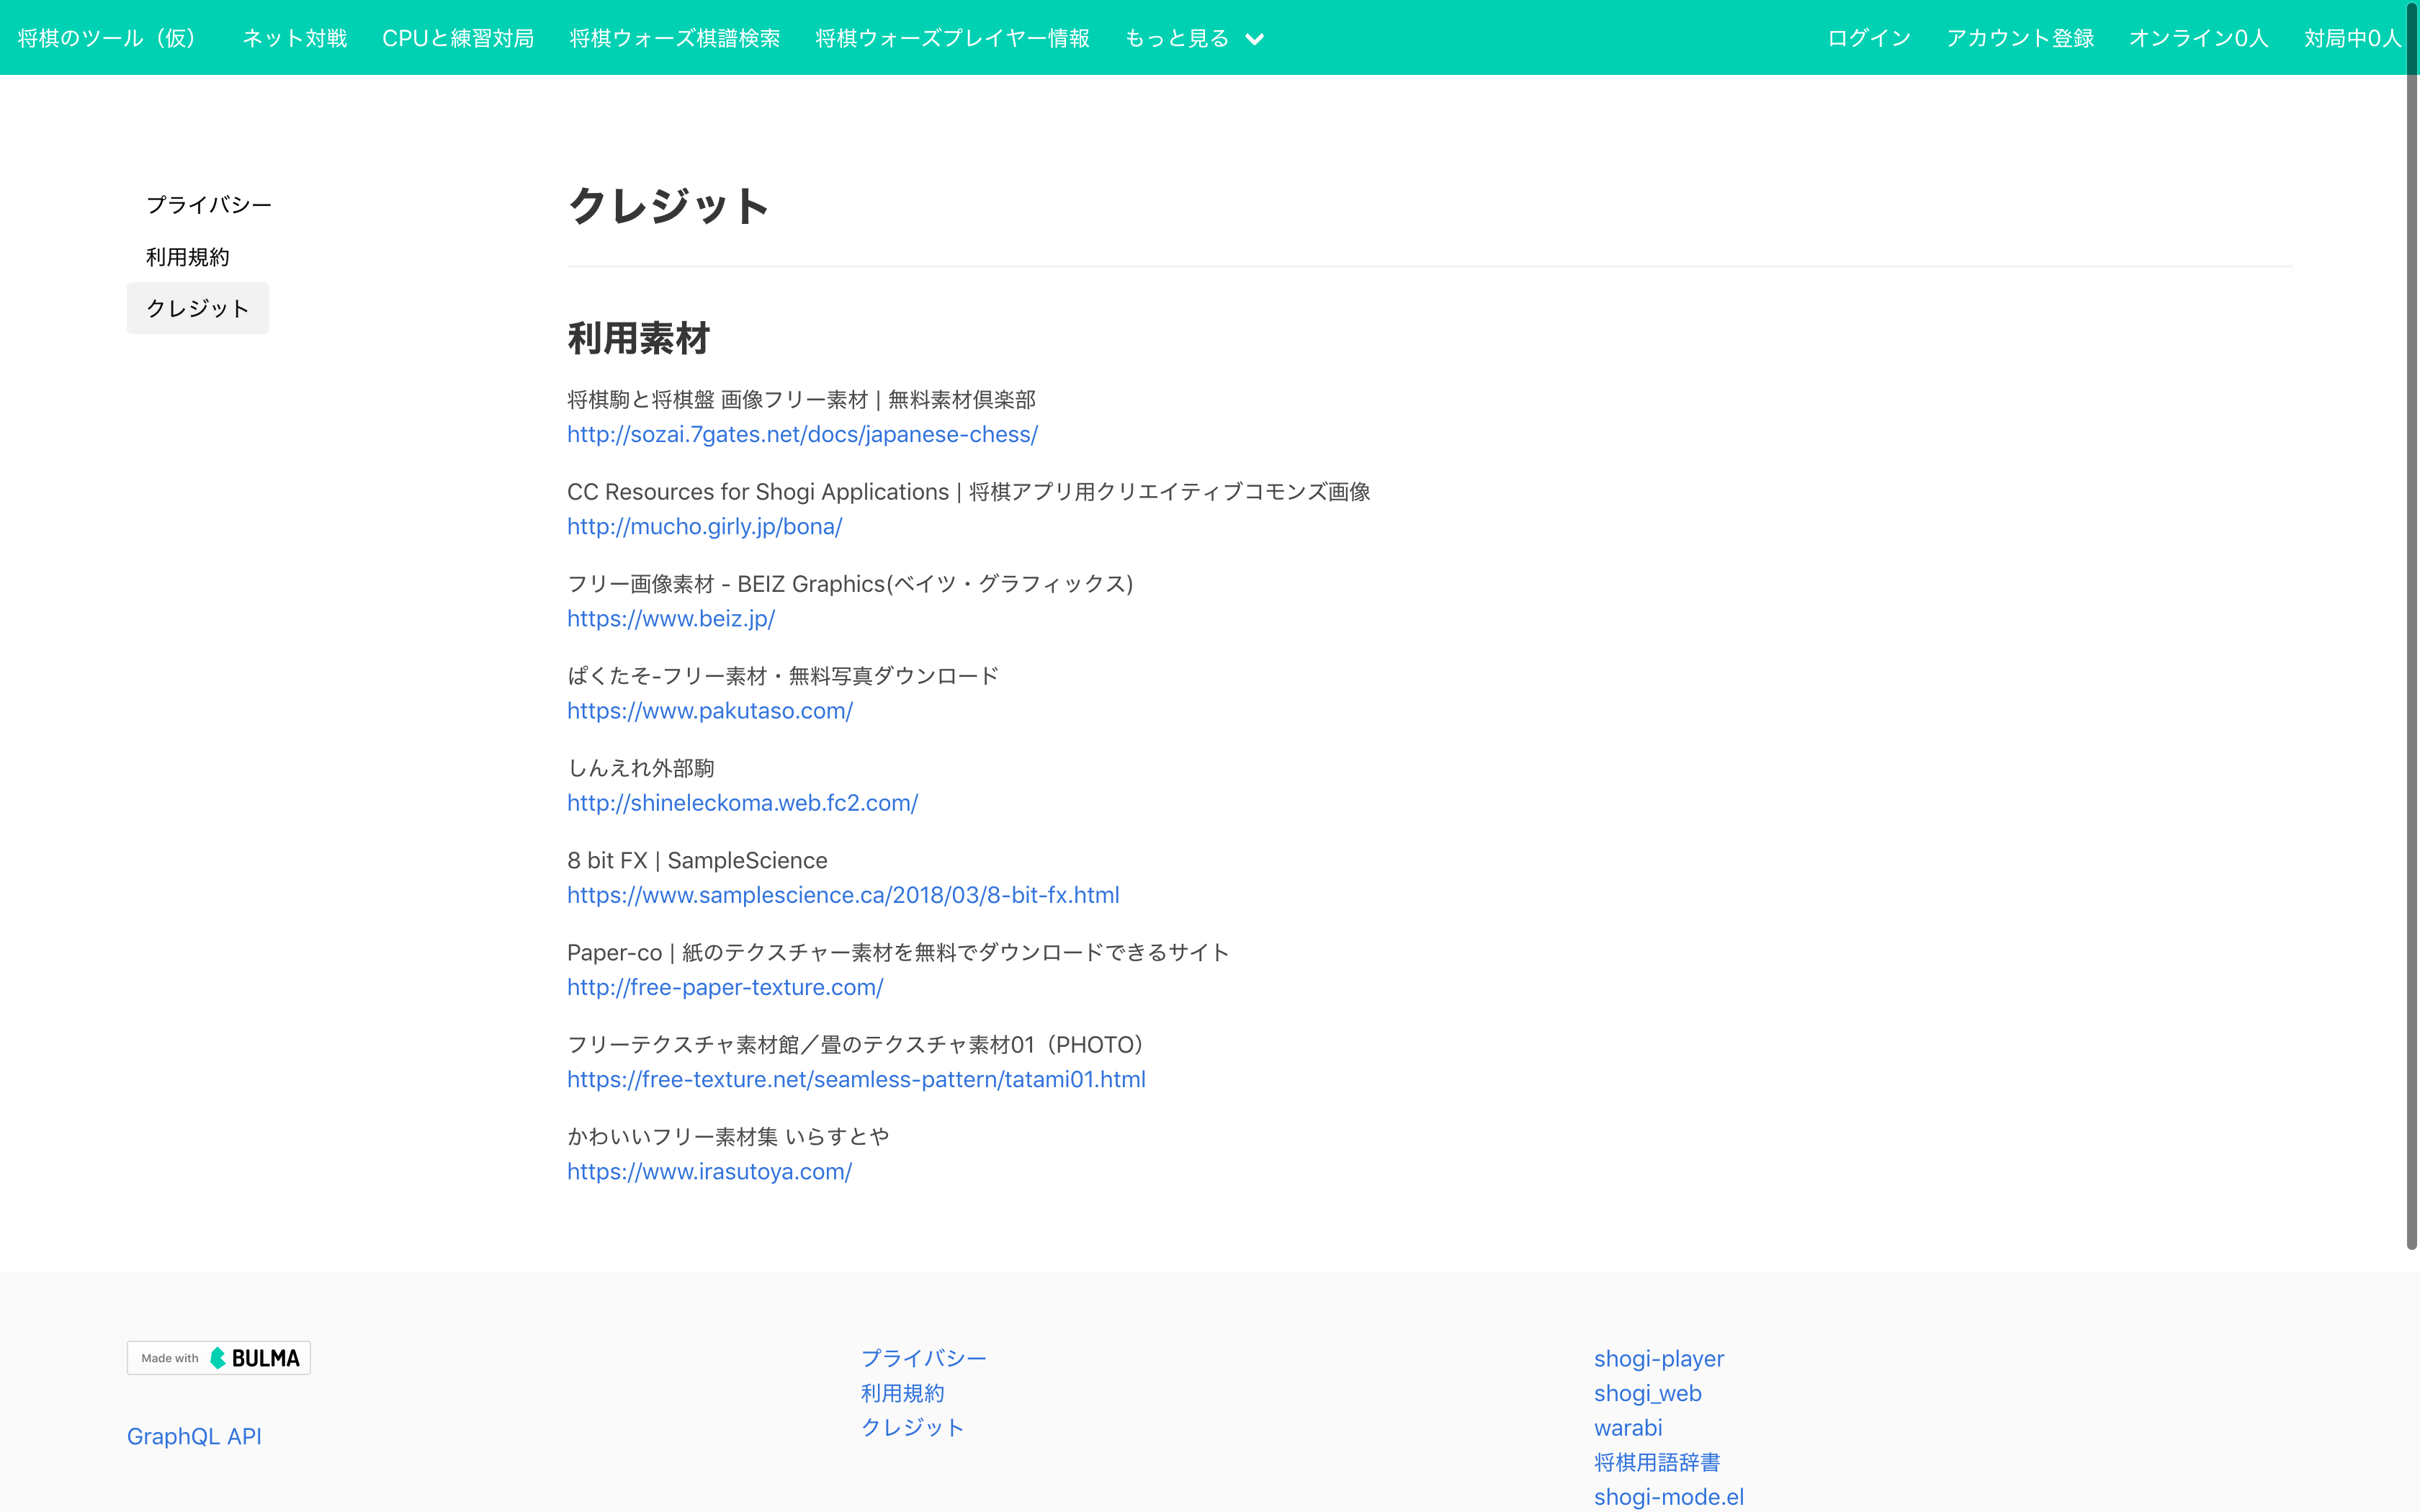 将棋のツール（仮） ネット対戦 CPUと練習対局 将棋ウォーズ棋譜検索 将棋ウォーズプレイヤー情報 もっと見る ログイン アカウント登録 オンライン0人 対局中0人
プライバシー
利用規約
クレジット
クレジット
利用素材
将棋駒と将棋盤 画像フリー素材 | 無料素材倶楽部
http://sozai.7gates.net/docs/japanese-chess/
CC Resources for Shogi Applications | 将棋アプリ用クリエイティブコモンズ画像
http://mucho.girly.jp/bona/
フリー画像素材 - BEIZ Graphics(ベイツ・グラフィックス)
https://www.beiz.jp/
ぱくたそ-フリー素材・無料写真ダウンロード
https://www.pakutaso.com/
しんえれ外部駒
http://shineleckoma.web.fc2.com/
8 bit FX | SampleScience
https://www.samplescience.ca/2018/03/8-bit-fx.html
Paper-co | 紙のテクスチャー素材を無料でダウンロードできるサイト
http://free-paper-texture.com/
フリーテクスチャ素材館／畳のテクスチャ素材01（PHOTO）
https://free-texture.net/seamless-pattern/tatami01.html
かわいいフリー素材集 いらすとや
https://www.irasutoya.com/
Made with BULMA
GraphQL API
プライバシー
利用規約
クレジット
shogi-player
shogi_web
warabi
将棋用語辞書
shogi-mode.el